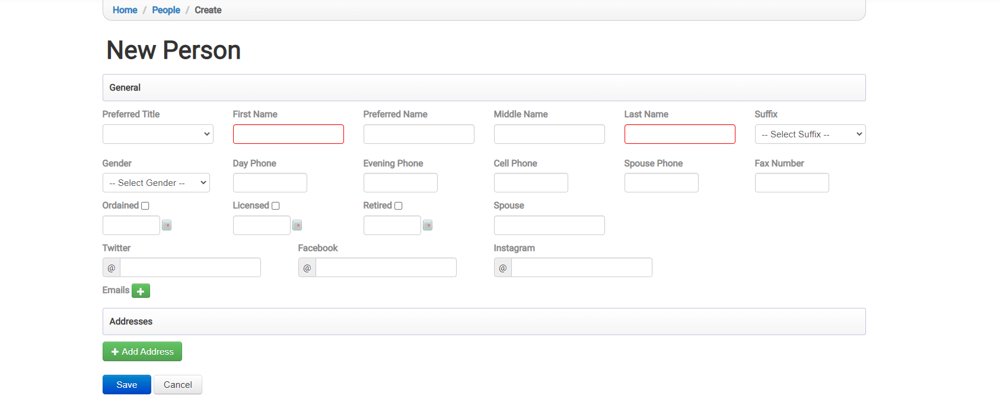 Home / People / Create
New Person
General
Preferred Title First Name Preferred Name Middle Name Last Name Suffix
-- Select Suffix --
Gender Day Phone Evening Phone Cell Phone Spouse Phone Fax Number
-- Select Gender --
Ordained Licensed Retired Spouse
Twitter Facebook Instagram
@ @ @
Emails
Addresses
Add Address
Save Cancel